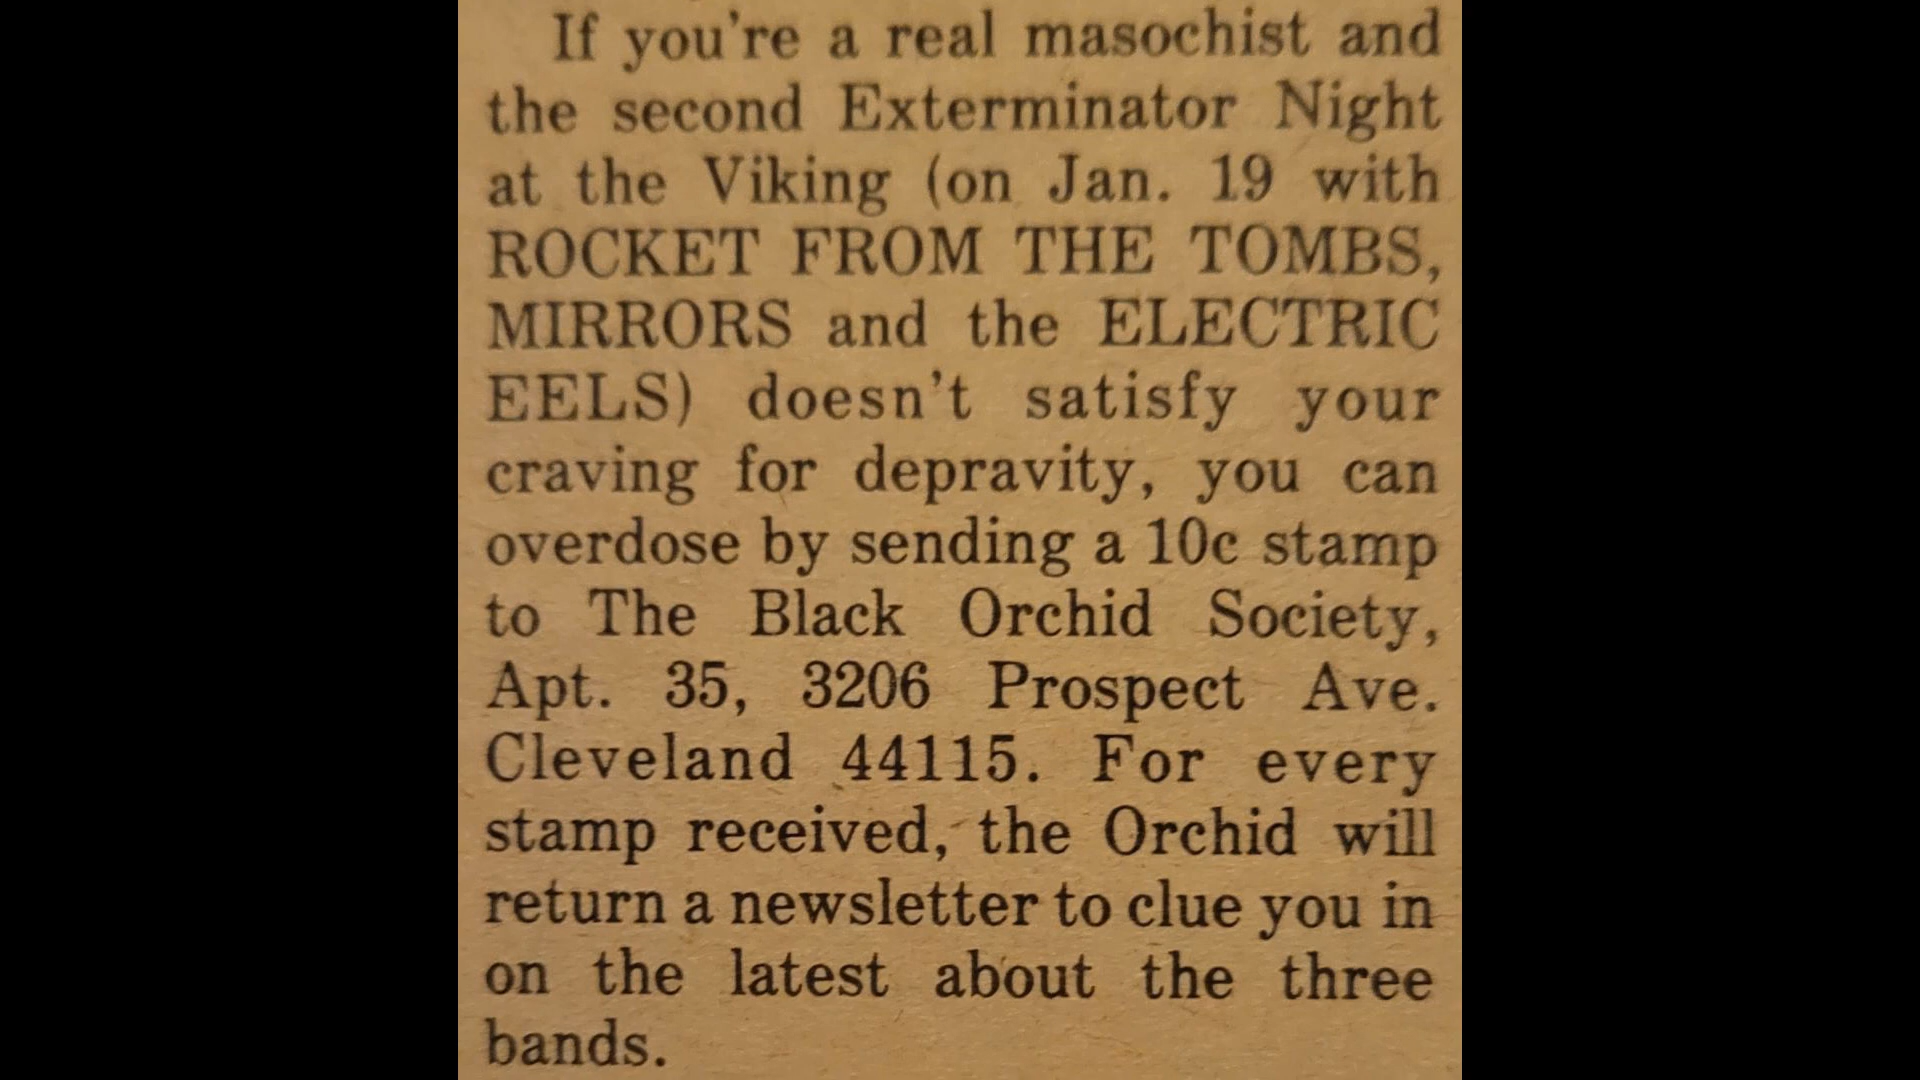 If you're a real masochist and
the second Exterminator Night
at the Viking (on Jan. 19 with
ROCKET FROM THE TOMBS,
MIRRORS and the ELECTRIC
EELS) doesn't satisfy your
craving for depravity, you can
overdose by sending a 10c stamp
to The Black Orchid Society,
Apt. 35, 3206 Prospect Ave.
Cleveland 44115. For every
stamp received, the Orchid will
return a newsletter to clue you in
on the latest about the three
bands.